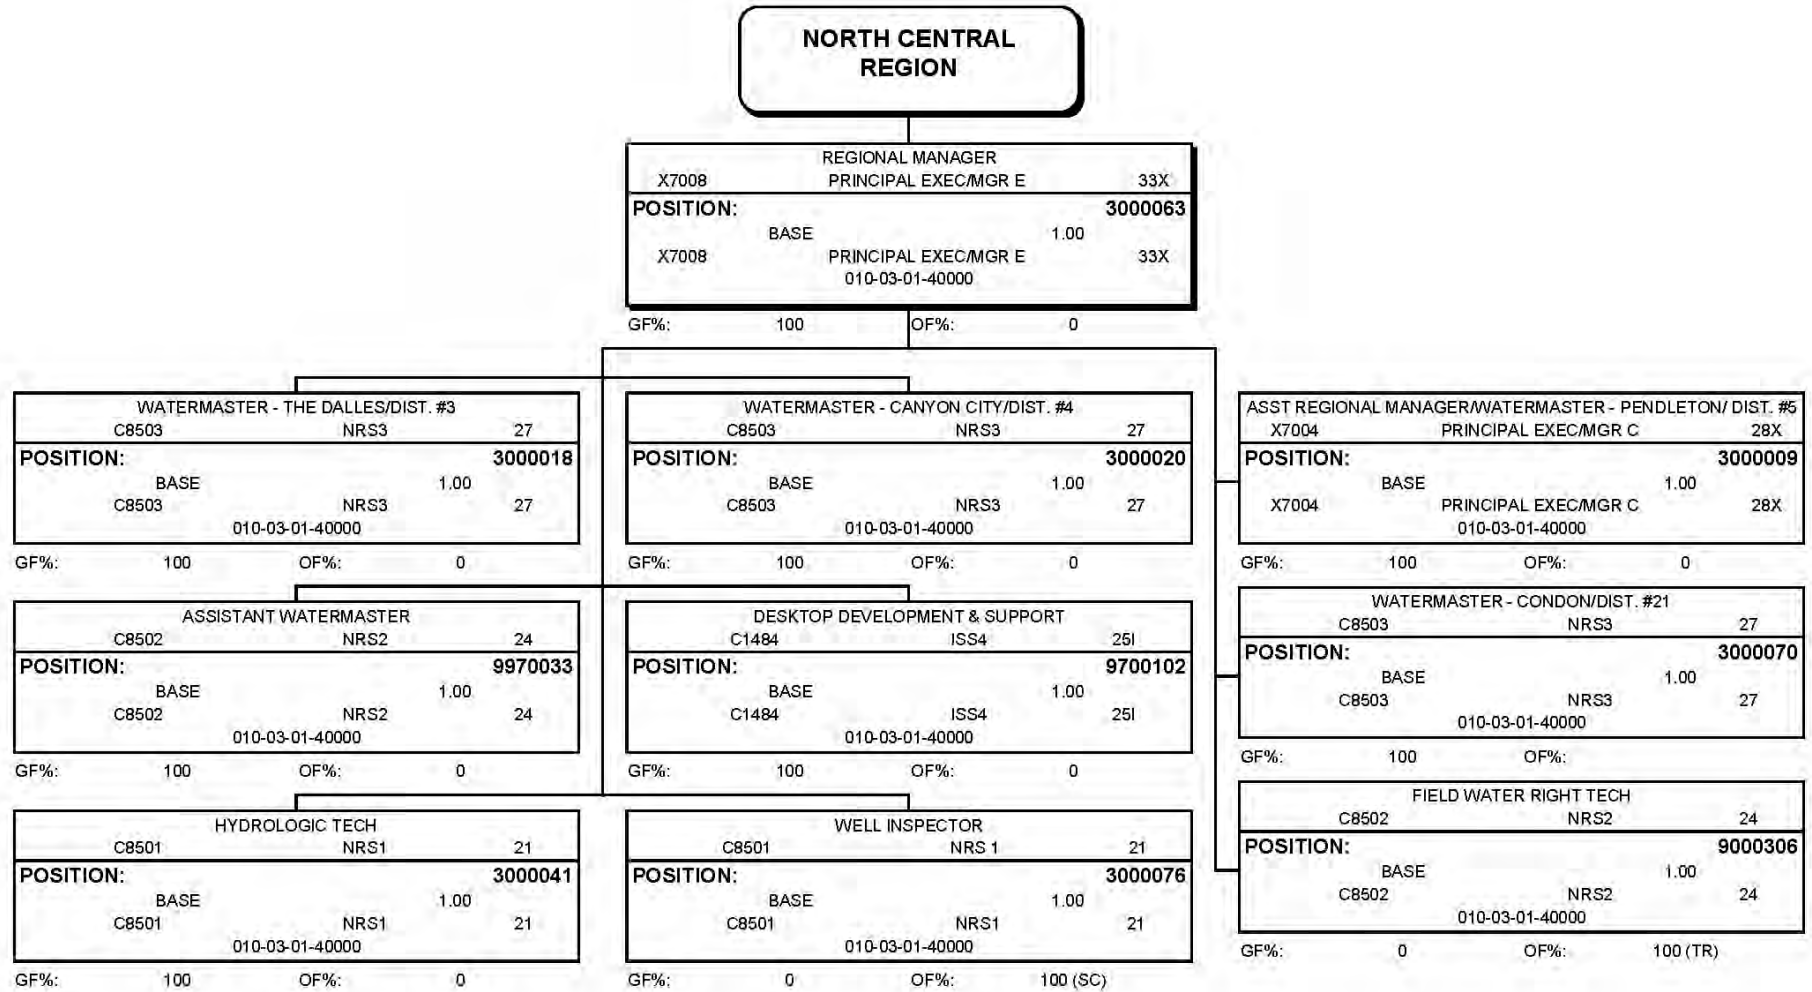 NORTH CENTRAL
REGION
REGIONAL MANAGER
X7008 PRINCIPAL EXEC/MGR E 33X
POSITION: 3000063
BASE 1.00
X7008 PRINCIPAL EXEC/MGR E 33X
010-03-01-40000
GF%: 100 OF%: 0
WATERMASTER - THE DALLES/DIST. #3
C8503 NRS3 27
POSITION: 3000018
BASE 1.00
C8503 NRS3 27
010-03-01-40000
GF%: 100 OF%: 0
WATERMASTER - CANYON CITY/DIST. #4
C8503 NRS3 27
POSITION: 3000020
BASE 1.00
C8503 NRS3 27
010-03-01-40000
GF%: 100 OF%: 0
ASST REGIONAL MANAGER/WATERMASTER - PENDLETON/ DIST. #5
X7004 PRINCIPAL EXEC/MGR C 28X
POSITION: 3000009
BASE 1.00
X7004 PRINCIPAL EXEC/MGR C 28X
010-03-01-40000
GF%: 100 OF%: 0
ASSISTANT WATERMASTER
C8502 NRS2 24
POSITION: 9970033
BASE 1.00
C8502 NRS2 24
010-03-01-40000
GF%: 100 OF%: 0
DESKTOP DEVELOPMENT & SUPPORT
C1484 ISS4 25I
POSITION: 9700102
BASE 1.00
C1484 ISS4 25I
010-03-01-40000
GF%: 100 OF%: 0
WATERMASTER - CONDON/DIST. #21
C8503 NRS3 27
POSITION: 3000070
BASE 1.00
C8503 NRS3 27
010-03-01-40000
GF%: 100 OF%:
HYDROLOGIC TECH
C8501 NRS1 21
POSITION: 3000041
BASE 1.00
C8501 NRS1 21
010-03-01-40000
GF%: 100 OF%: 0
WELL INSPECTOR
C8501 NRS 1 21
POSITION: 3000076
BASE 1.00
C8501 NRS1 21
010-03-01-40000
GF%: 0 OF%: 100 (SC)
FIELD WATER RIGHT TECH
C8502 NRS2 24
POSITION: 9000306
BASE 1.00
C8502 NRS2 24
010-03-01-40000
GF%: 0 OF%: 100 (TR)